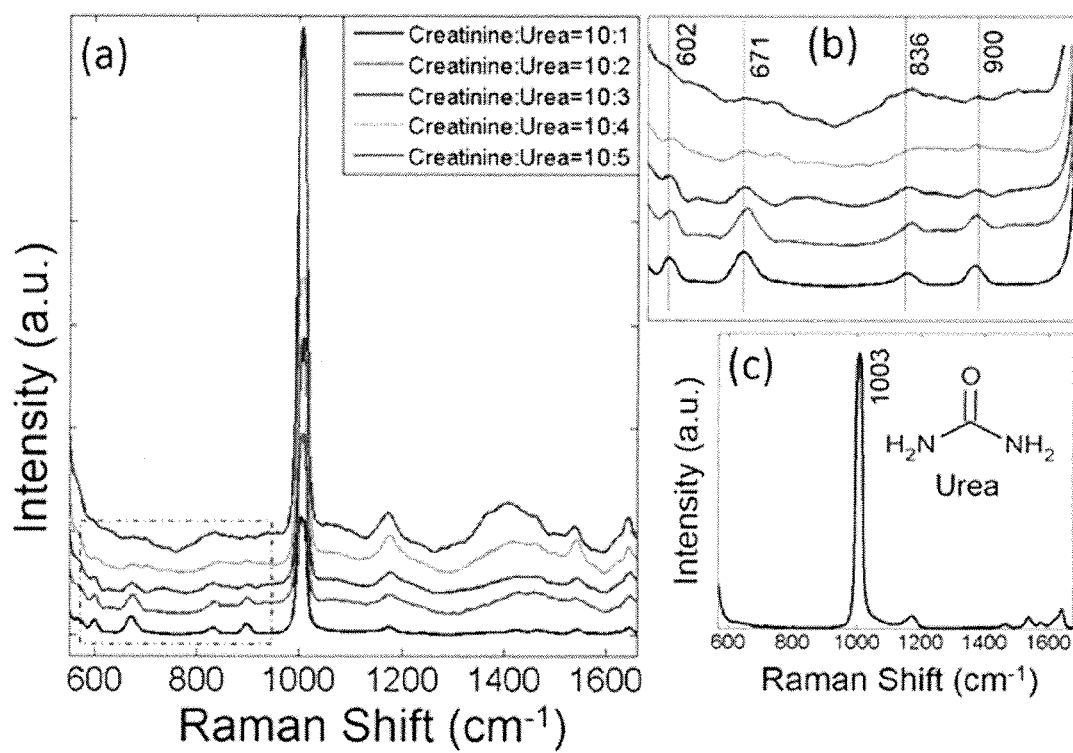 (a)
Creatinine:Urea=10:1
Creatinine:Urea=10:2
Creatinine:Urea=10:3
Creatinine:Urea=10:4
Creatinine:Urea=10:5
Intensity (a.u.)
600 800 1000 1200 1400 1600
Raman Shift (cm-1)
602
671
(b)
836
900
(c)
1003
O
H2N NH2
Urea
Intensity (a.u.)
600 800 1000 1200 1400 1600
Raman Shift (cm-1)